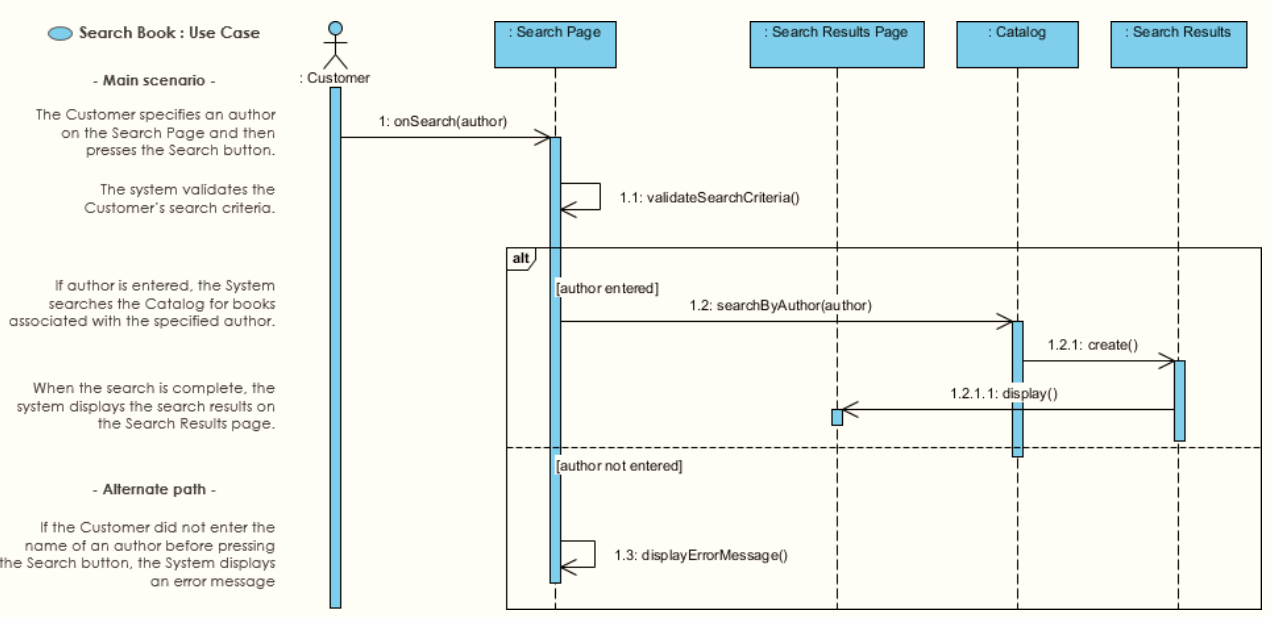 Search Book : Use Case
- Main scenario -
The Customer specifies an author
on the Search Page and then
presses the Search button.
The system validates the
Customer's search criteria.
If author is entered, the System
searches the Catalog for books
associated with the specified author.
When the search is complete, the
system displays the search results on
the Search Results page.
- Alternate path -
If the Customer did not enter the
name of an author before pressing
the Search button, the System displays
an error message
: Customer
: Search Page
: Search Results Page
: Catalog
: Search Results
1: onSearch(author)
1.1: validateSearchCriteria()
alt
[author entered]
1.2: searchByAuthor(author)
1.2.1: create()
1.2.1.1: display()
[author not entered]
1.3: displayErrorMessage()